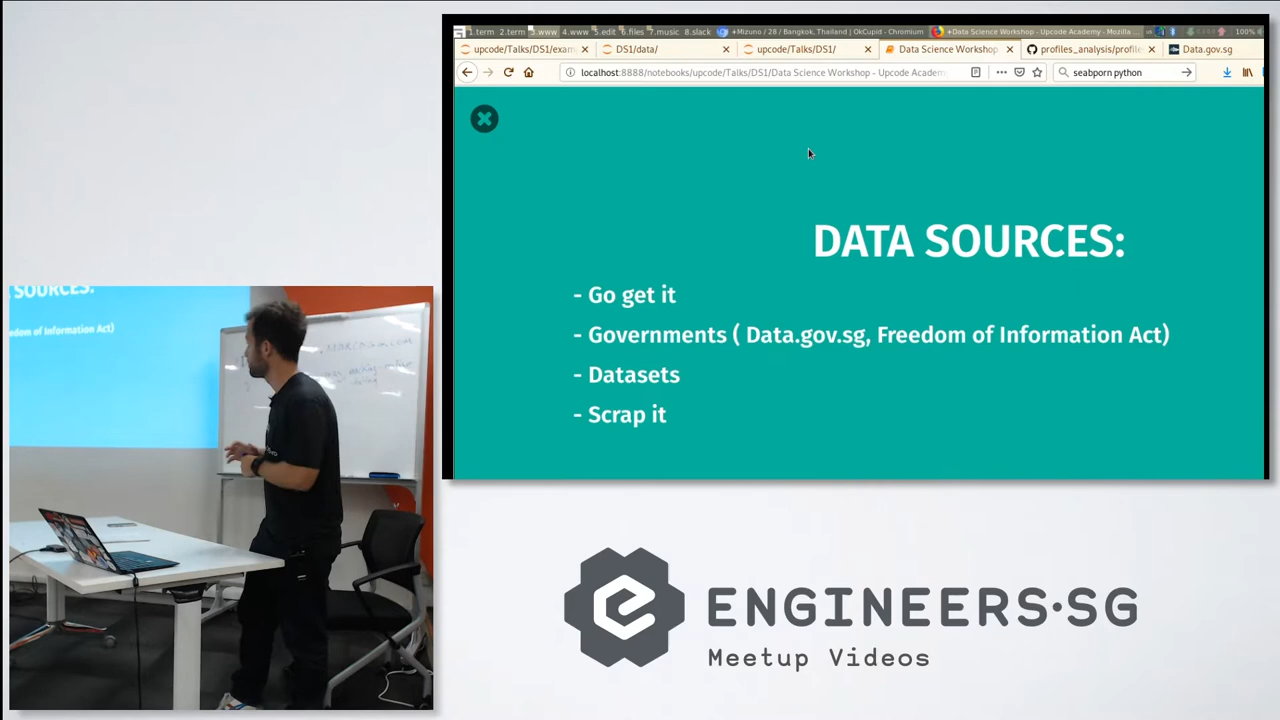 1.term 2.term 3.www 4.www 5.edit 6.files 7.music 8.slack
+Mizuno / 28 / Bangkok, Thailand | OkCupid - Chromium
+Data Science Workshop - Upcode Academy - Mozilla ...
100%
upcode/Talks/DS1/exam
DS1/data/
upcode/Talks/DS1/
Data Science Workshop
profiles_analysis/profile
Data.gov.sg
localhost:8888/notebooks/upcode/Talks/DS1/Data Science Workshop - Upcode Academ
seabporn python
DATA SOURCES:
- Go get it
- Governments ( Data.gov.sg, Freedom of Information Act)
- Datasets
- Scrap it
SOURCES:
edom of Information Act)
ENGINEERS·SG
Meetup Videos